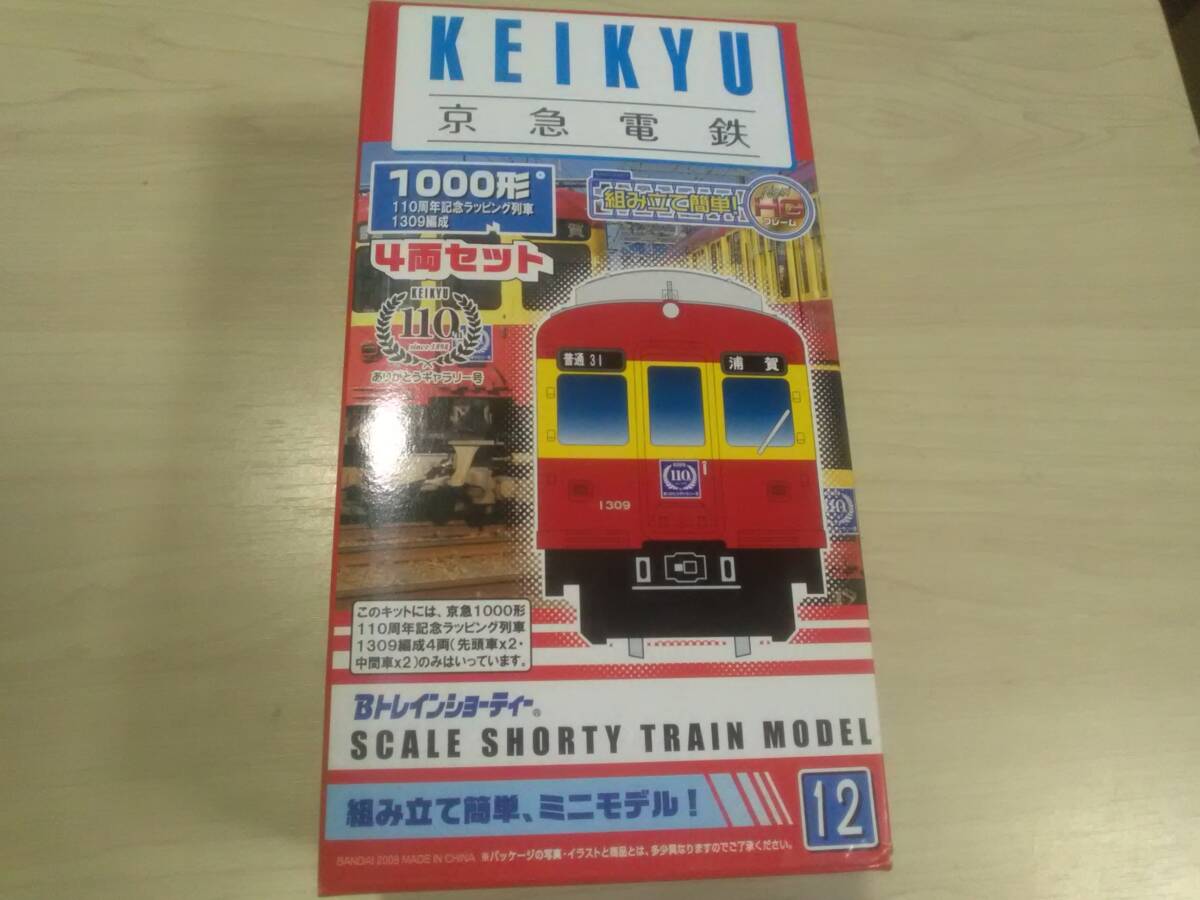 KEIKYU
京急電鉄
1000形
110周年記念ラッピング列車
1309編成
組み立て簡単!
HG
フレーム
4両セット
KEIKYU
110th
since 1898
ありがとうギャラリー号
普通 31
浦賀
110
1309
このキットには、京急1000形
110周年記念ラッピング列車
1309編成4両(先頭車x2・
中間車x2)のみはいっています。
Bトレインショーティー®
SCALE SHORTY TRAIN MODEL
組み立て簡単、ミニモデル!
12
BANDAI 2008 MADE IN CHINA ※パッケージの写真・イラストと商品とは、多少異なりますのでご了承ください。